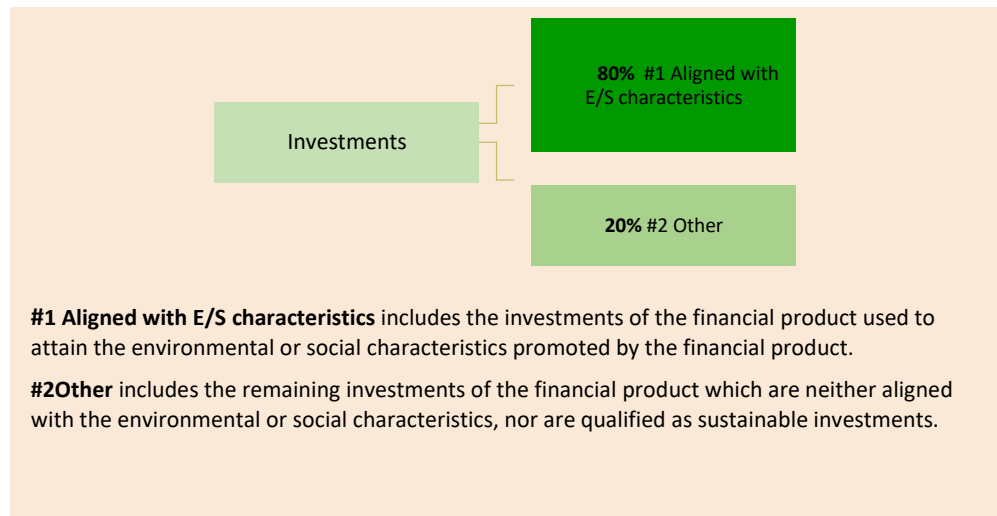 80% #1 Aligned with
E/S characteristics
Investments
20% #2 Other
#1 Aligned with E/S characteristics includes the investments of the financial product used to
attain the environmental or social characteristics promoted by the financial product.
#2Other includes the remaining investments of the financial product which are neither aligned
with the environmental or social characteristics, nor are qualified as sustainable investments.